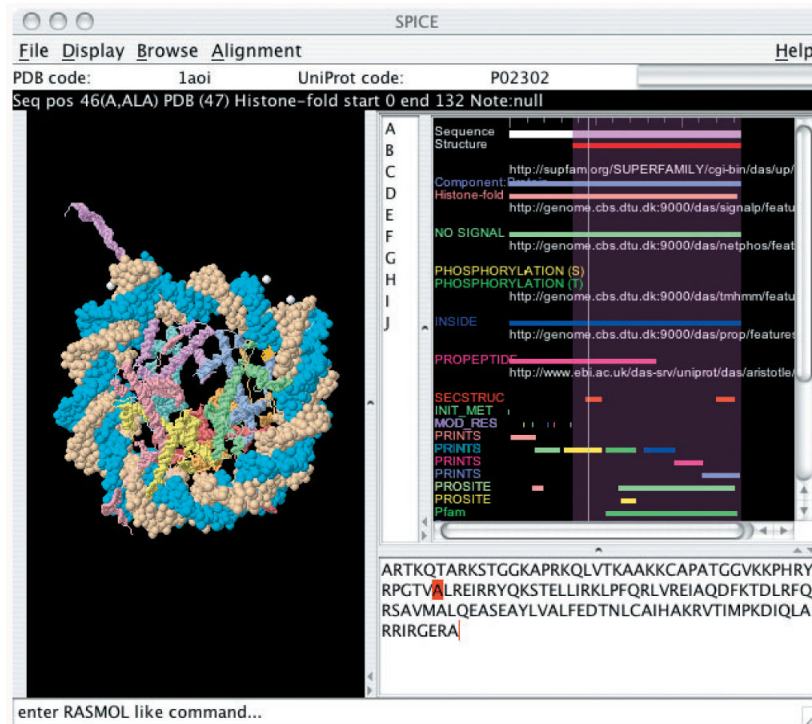 SPICE
File Display Browse Alignment Help
PDB code: 1aoi UniProt code: P02302
Seq pos 46(A,ALA) PDB (47) Histone-fold start 0 end 132 Note:null
A
B
C
D
E
F
G
H
I
J
Sequence
Structure
http://supfam.org/SUPERFAMILY/cgi-bin/das/up/
Component:Protein
Histone-fold
http://genome.cbs.dtu.dk:9000/das/signalp/featu
NO SIGNAL
http://genome.cbs.dtu.dk:9000/das/netphos/feat
PHOSPHORYLATION (S)
PHOSPHORYLATION (T)
http://genome.cbs.dtu.dk:9000/das/tmhmm/featu
INSIDE
http://genome.cbs.dtu.dk:9000/das/prop/features
PROPEPTIDE
http://www.ebi.ac.uk/das-srv/uniprot/das/aristotle/
SECSTRUC
INIT_MET
MOD_RES
PRINTS
PRINTS
PRINTS
PRINTS
PROSITE
PROSITE
Pfam
ARTKQTARKSTGGKAPRKQLVTKAAKKCAPATGGVKKPHRY
RPGTVALREIRRYQKSTELLIRKLPFQRLVREIAQDFKTDLRFQ
RSAVMALQEASEAYLVALFEDTNLCAIHAKRVTIMPKDIQLA
RRIRGERA
enter RASMOL like command...